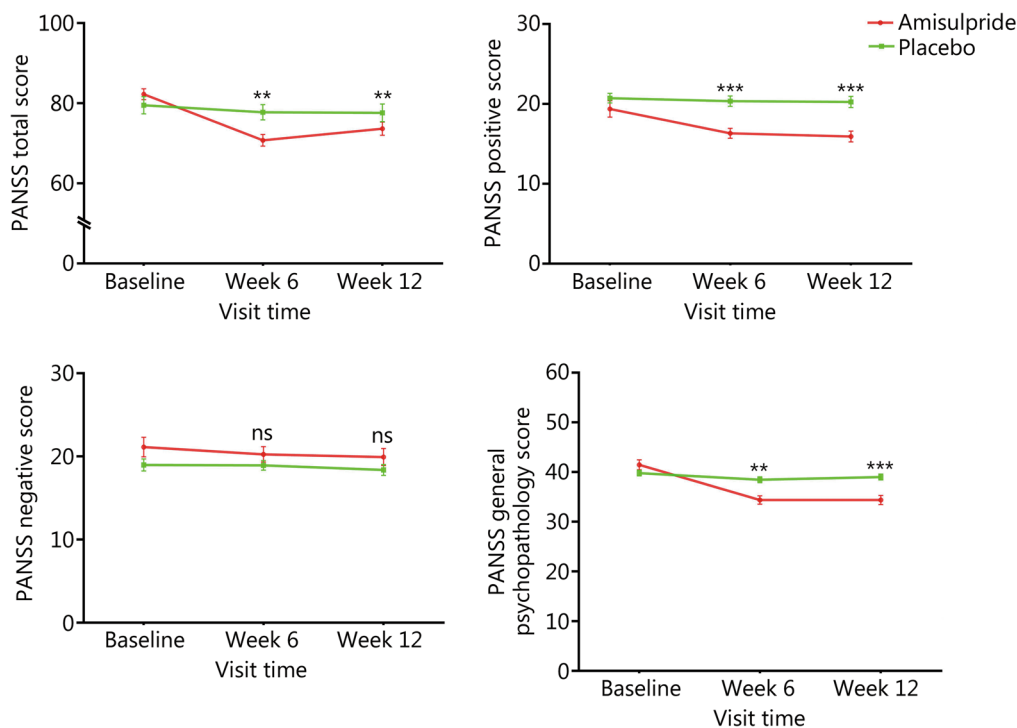 100
80
60
0
PANSS total score
**
**
Baseline
Week 6
Week 12
Visit time
30
20
10
0
PANSS positive score
Amisulpride
Placebo
***
***
Baseline
Week 6
Week 12
Visit time
30
20
10
0
PANSS negative score
ns
ns
Baseline
Week 6
Week 12
Visit time
60
50
40
30
20
10
0
PANSS general
psychopathology score
**
***
Baseline
Week 6
Week 12
Visit time